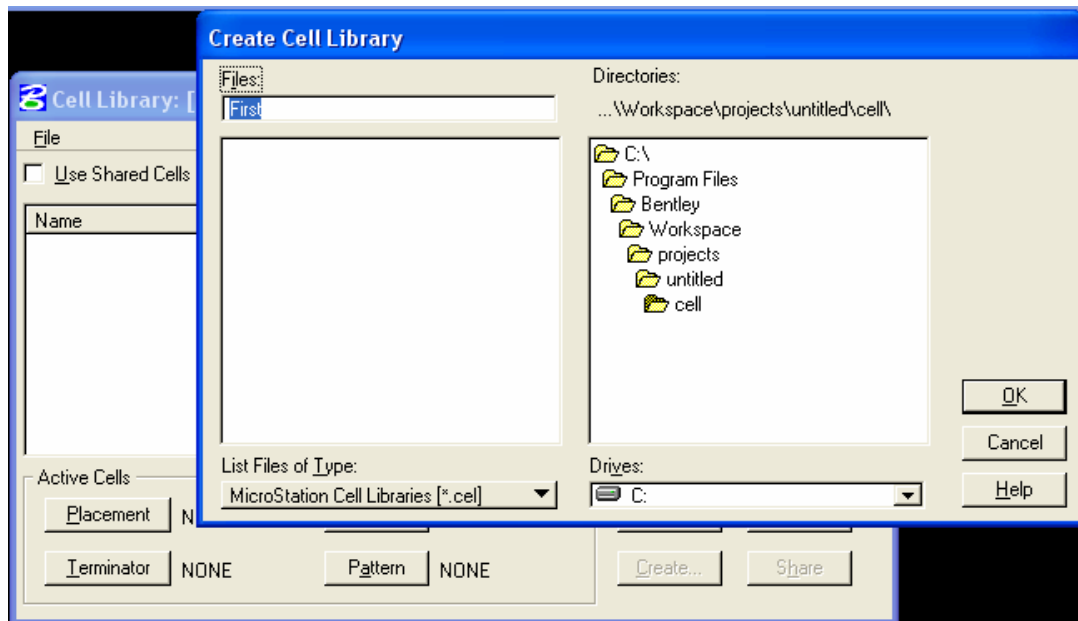 Create Cell Library
Files:
First
Directories:
...\Workspace\projects\untitled\cell\
C:\
Program Files
Bentley
Workspace
projects
untitled
cell
List Files of Type:
MicroStation Cell Libraries [*.cel]
Drives:
C:
OK
Cancel
Help
Cell Library: [
File
Use Shared Cells
Name
Active Cells
Placement N
Terminator NONE Pattern NONE Create... Share